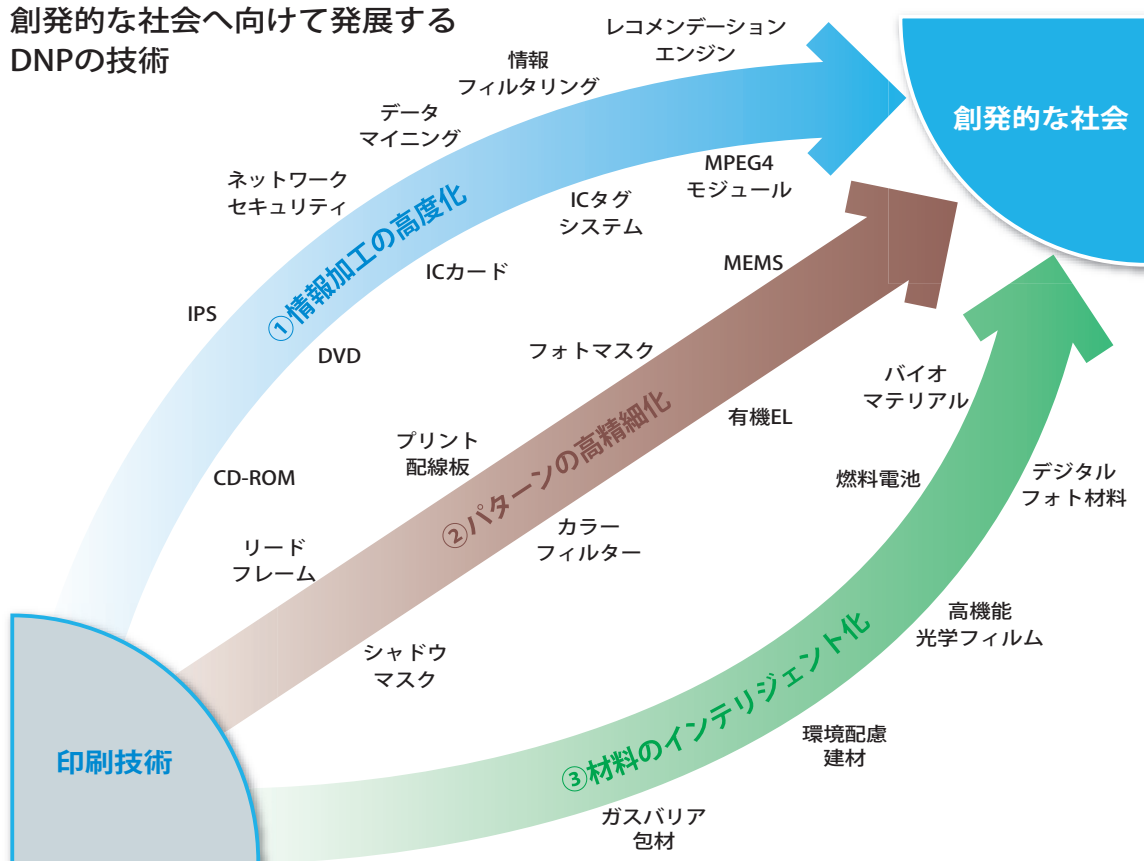 創発的な社会へ向けて発展する
DNPの技術
レコメンデーション
エンジン
情報
フィルタリング
データ
マイニング
ネットワーク
セキュリティ
IPS
創発的な社会
MPEG4
モジュール
ICタグ
システム
ICカード
DVD
CD-ROM
①情報加工の高度化
MEMS
フォトマスク
プリント
配線板
リード
フレーム
②パターンの高精細化
有機EL
カラー
フィルター
シャドウ
マスク
バイオ
マテリアル
燃料電池
デジタル
フォト材料
高機能
光学フィルム
環境配慮
建材
ガスバリア
包材
③材料のインテリジェント化
印刷技術